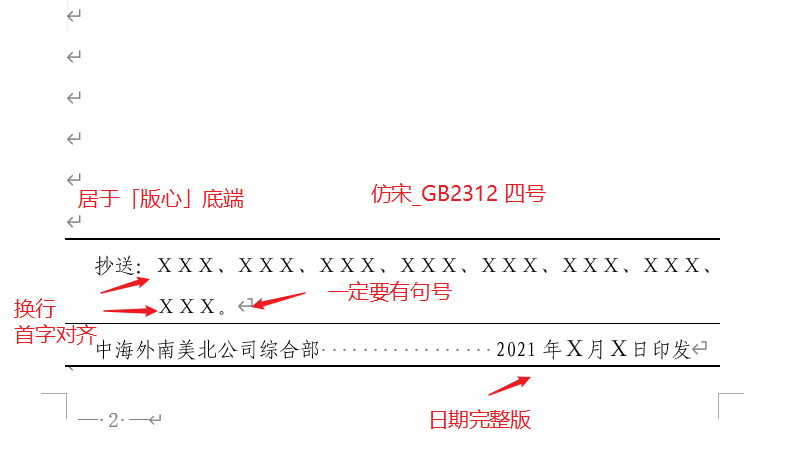 居于「版心」底端
仿宋_GB2312 四号
抄送：XXX、XXX、XXX、XXX、XXX、XXX、XXX、
一定要有句号
XXX。
换行
首字对齐
中海外南美北公司综合部·················2021 年 X 月 X 日印发
日期完整版
— 2 —